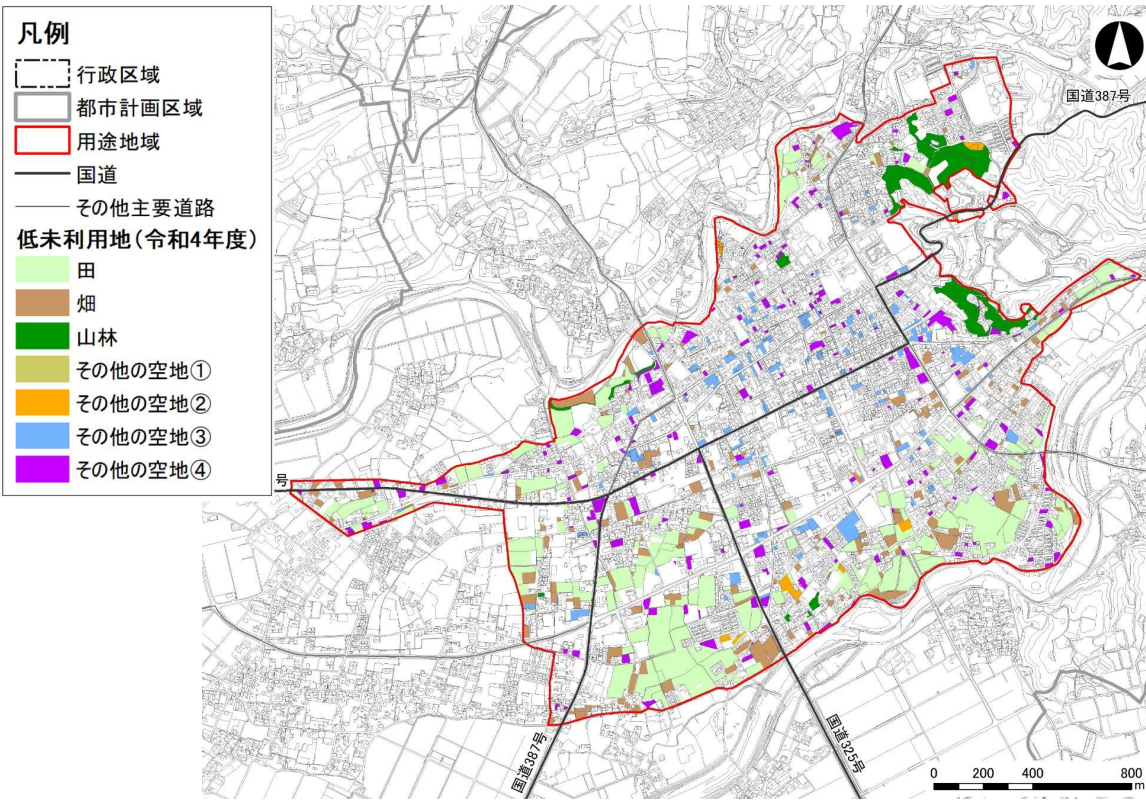 凡例
行政区域
都市計画区域
用途地域
国道
その他主要道路
低未利用地(令和4年度)
田
畑
山林
その他の空地①
その他の空地②
その他の空地③
その他の空地④
国道387号
号
国道387号
国道325号
0 200 400 800
m